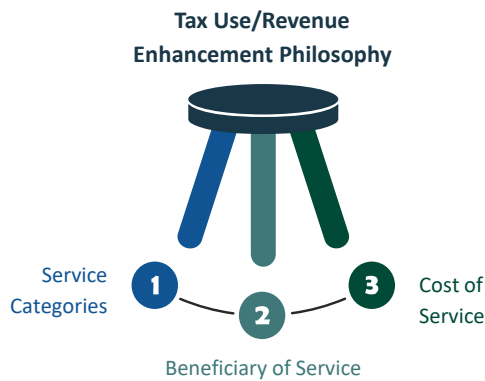 Tax Use/Revenue
Enhancement Philosophy
Service
Categories
1
2
3
Cost of
Service
Beneficiary of Service